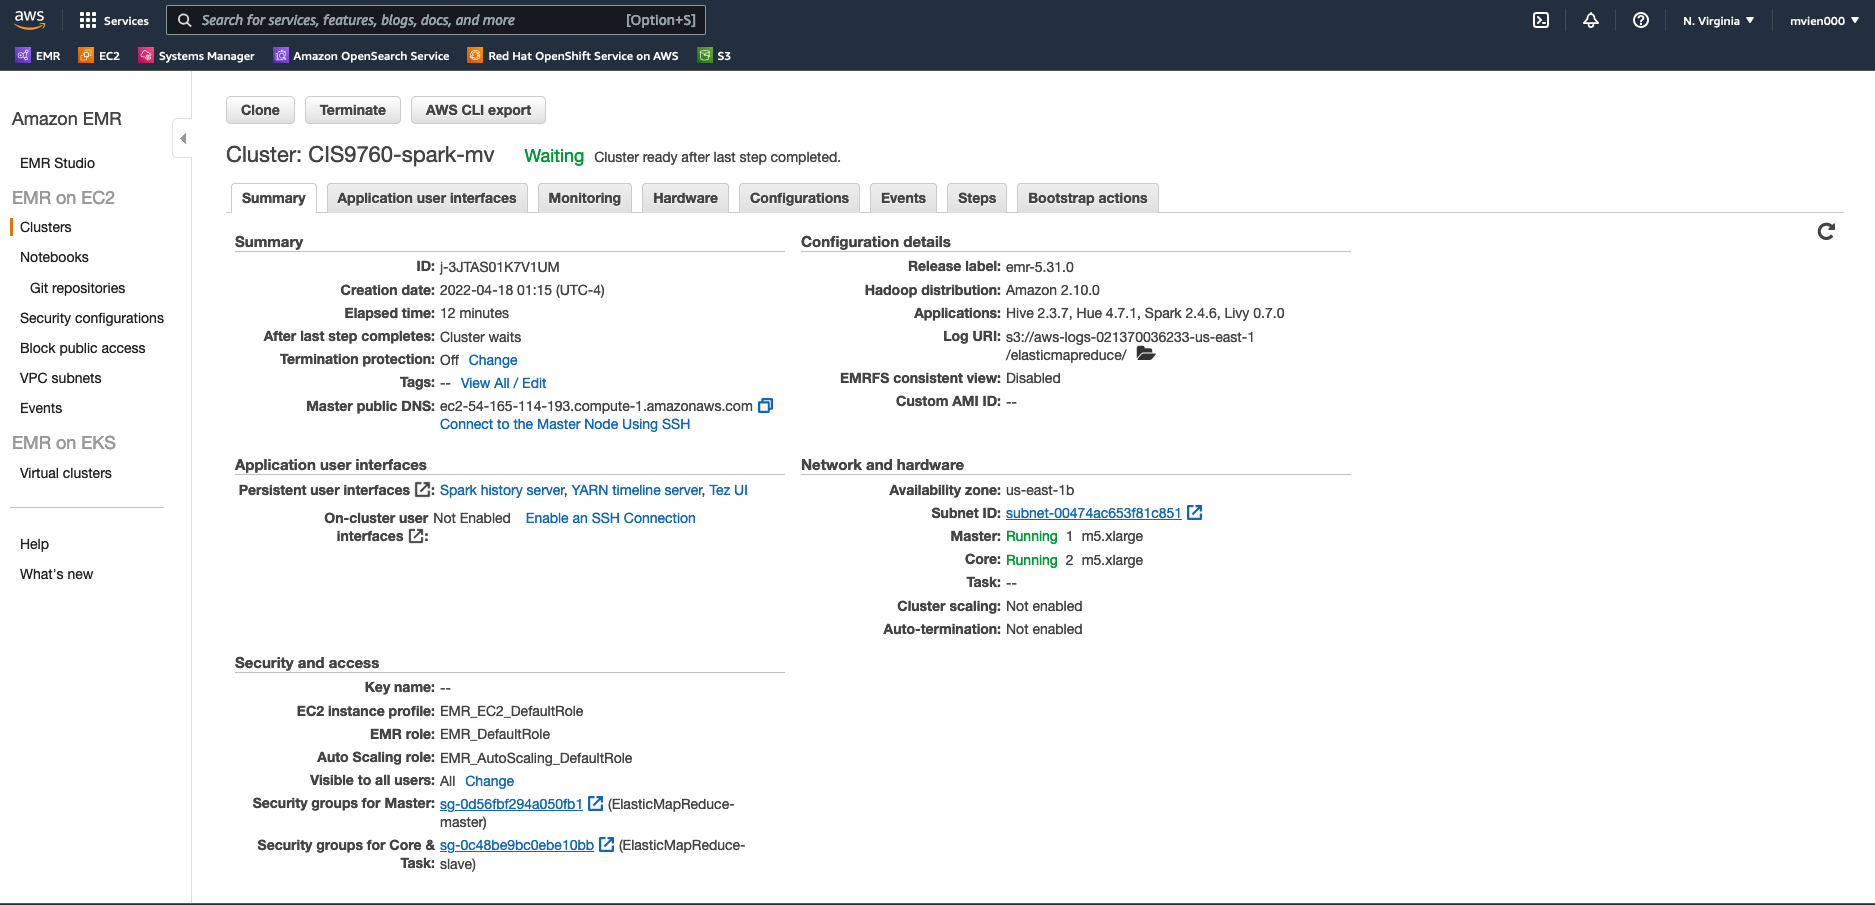 aws
Services
Search for services, features, blogs, docs, and more
[Option+S]
N. Virginia ▼
mvien000 ▼
EMR
EC2
Systems Manager
Amazon OpenSearch Service
Red Hat OpenShift Service on AWS
S3
Amazon EMR
EMR Studio
EMR on EC2
Clusters
Notebooks
Git repositories
Security configurations
Block public access
VPC subnets
Events
EMR on EKS
Virtual clusters
Help
What's new
Clone
Terminate
AWS CLI export
Cluster: CIS9760-spark-mv Waiting Cluster ready after last step completed.
Summary
Application user interfaces
Monitoring
Hardware
Configurations
Events
Steps
Bootstrap actions
Summary
ID: j-3JTAS01K7V1UM
Creation date: 2022-04-18 01:15 (UTC-4)
Elapsed time: 12 minutes
After last step completes: Cluster waits
Termination protection: Off Change
Tags: -- View All / Edit
Master public DNS: ec2-54-165-114-193.compute-1.amazonaws.com
Connect to the Master Node Using SSH
Configuration details
Release label: emr-5.31.0
Hadoop distribution: Amazon 2.10.0
Applications: Hive 2.3.7, Hue 4.7.1, Spark 2.4.6, Livy 0.7.0
Log URI: s3://aws-logs-021370036233-us-east-1
/elasticmapreduce/
EMRFS consistent view: Disabled
Custom AMI ID: --
Application user interfaces
Persistent user interfaces : Spark history server, YARN timeline server, Tez UI
On-cluster user Not Enabled Enable an SSH Connection
interfaces :
Network and hardware
Availability zone: us-east-1b
Subnet ID: subnet-00474ac653f81c851
Master: Running 1 m5.xlarge
Core: Running 2 m5.xlarge
Task: --
Cluster scaling: Not enabled
Auto-termination: Not enabled
Security and access
Key name: --
EC2 instance profile: EMR_EC2_DefaultRole
EMR role: EMR_DefaultRole
Auto Scaling role: EMR_AutoScaling_DefaultRole
Visible to all users: All Change
Security groups for Master: sg-0d56fbf294a050fb1 (ElasticMapReduce-
master)
Security groups for Core & sg-0c48be9bc0ebe10bb (ElasticMapReduce-
Task: slave)